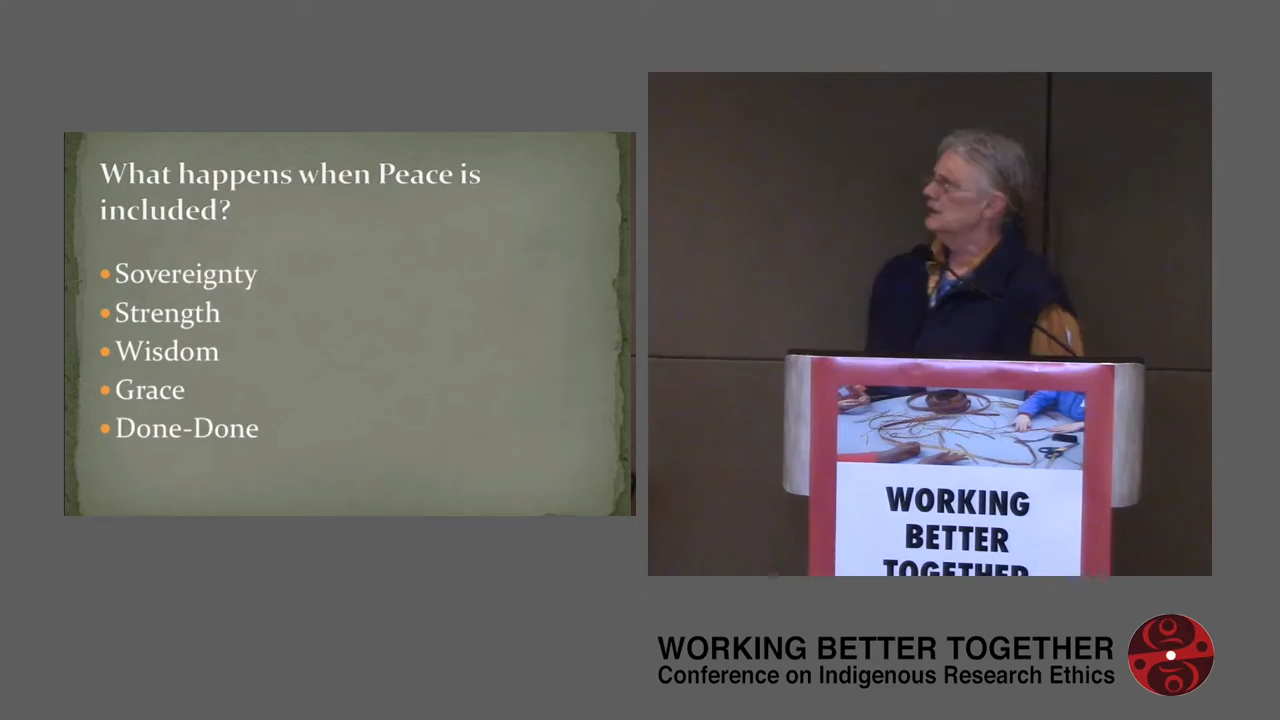 What happens when Peace is
included?
Sovereignty
Strength
Wisdom
Grace
Done-Done
WORKING
BETTER
TOGETHER
WORKING BETTER TOGETHER
Conference on Indigenous Research Ethics